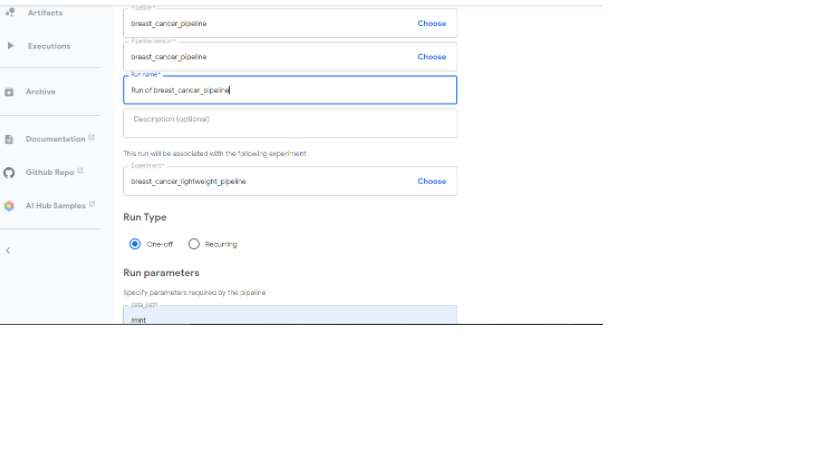 Artifacts
Executions
Archive
Documentation
Github Repo
AI Hub Samples
Pipeline*
breast_cancer_pipeline
Choose
Pipeline Version*
breast_cancer_pipeline
Choose
Run name*
Run of breast_cancer_pipeline
Description (optional)
This run will be associated with the following experiment
Experiment*
breast_cancer_lightweight_pipeline
Choose
Run Type
One-off
Recurring
Run parameters
Specify parameters required by the pipeline
data_path
/mnt